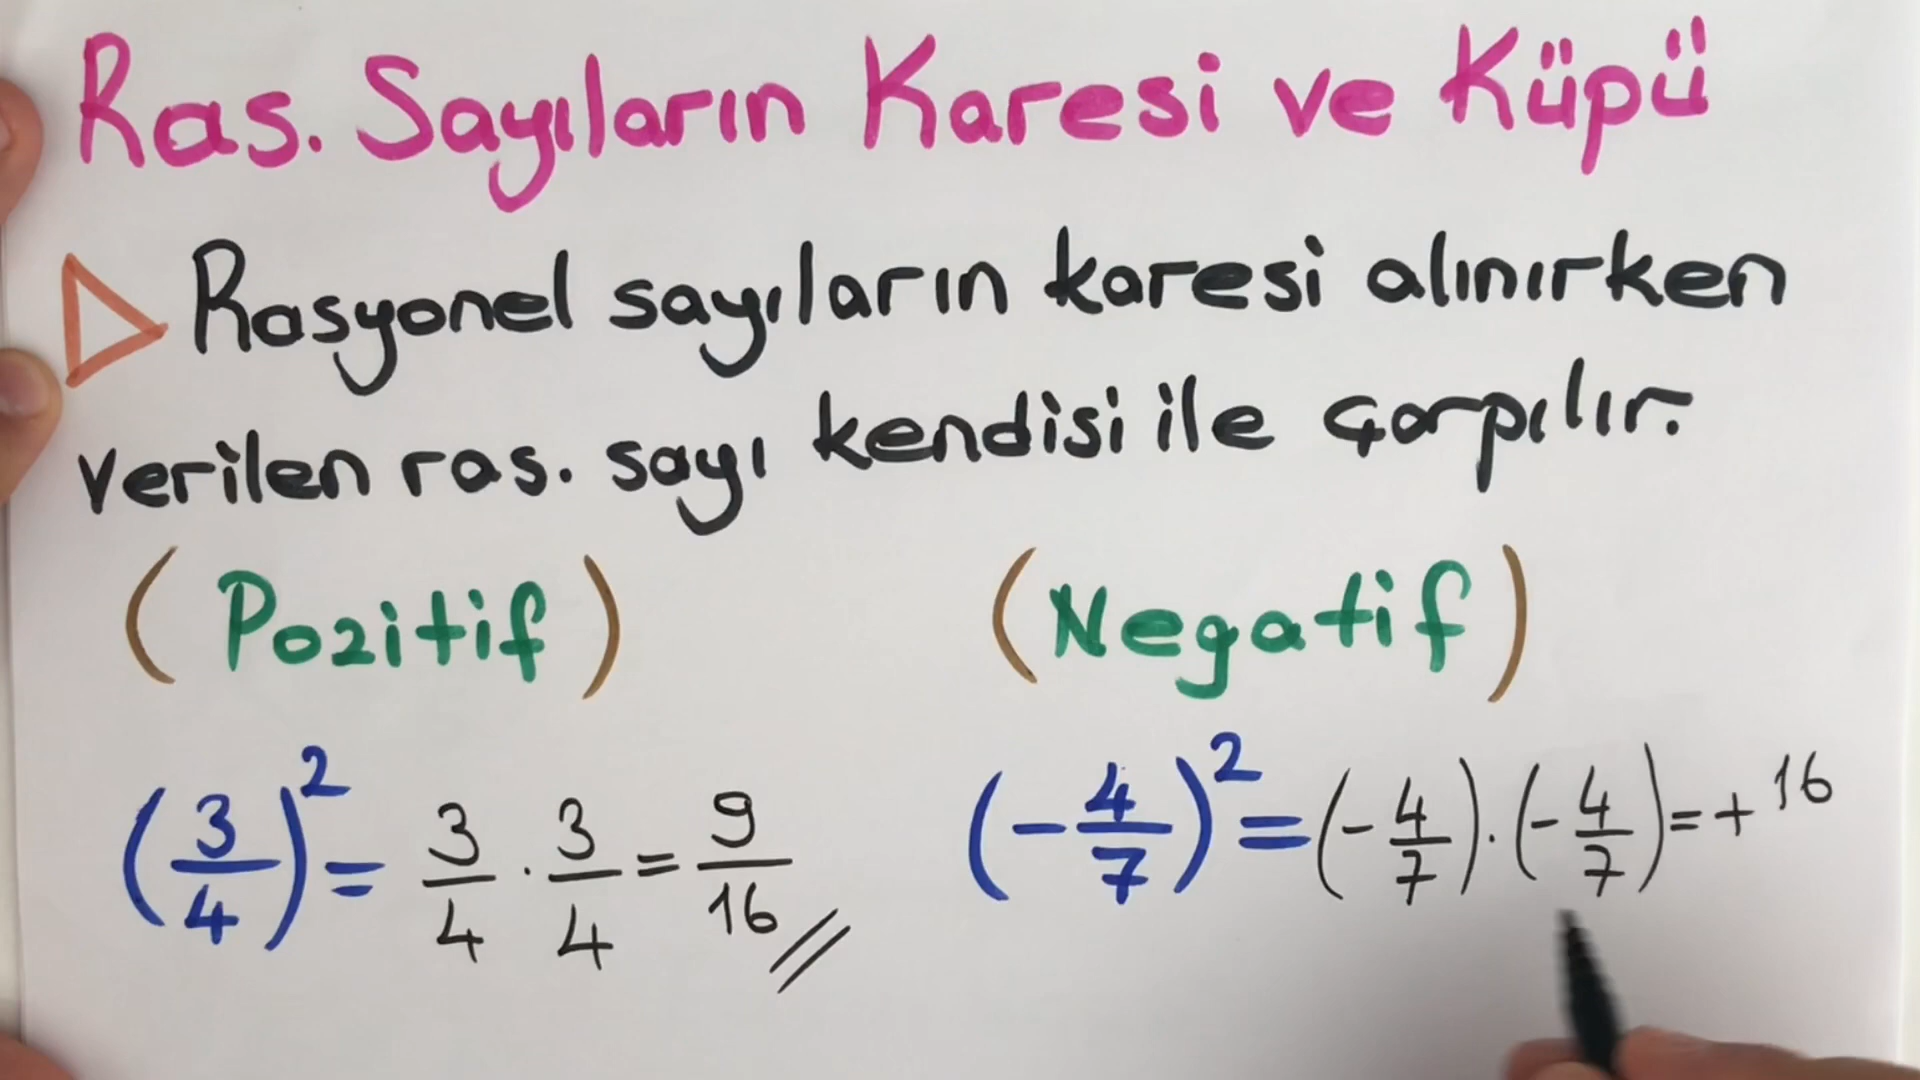 Ras. Sayıların Karesi ve Küpü
Rasyonel sayıların karesi alınırken
verilen ras. sayı kendisi ile çarpılır.
(Pozitif) (Negatif)
(3/4)² = 3/4 · 3/4 = 9/16 (-4/7)² = (-4/7) · (-4/7) = + 16